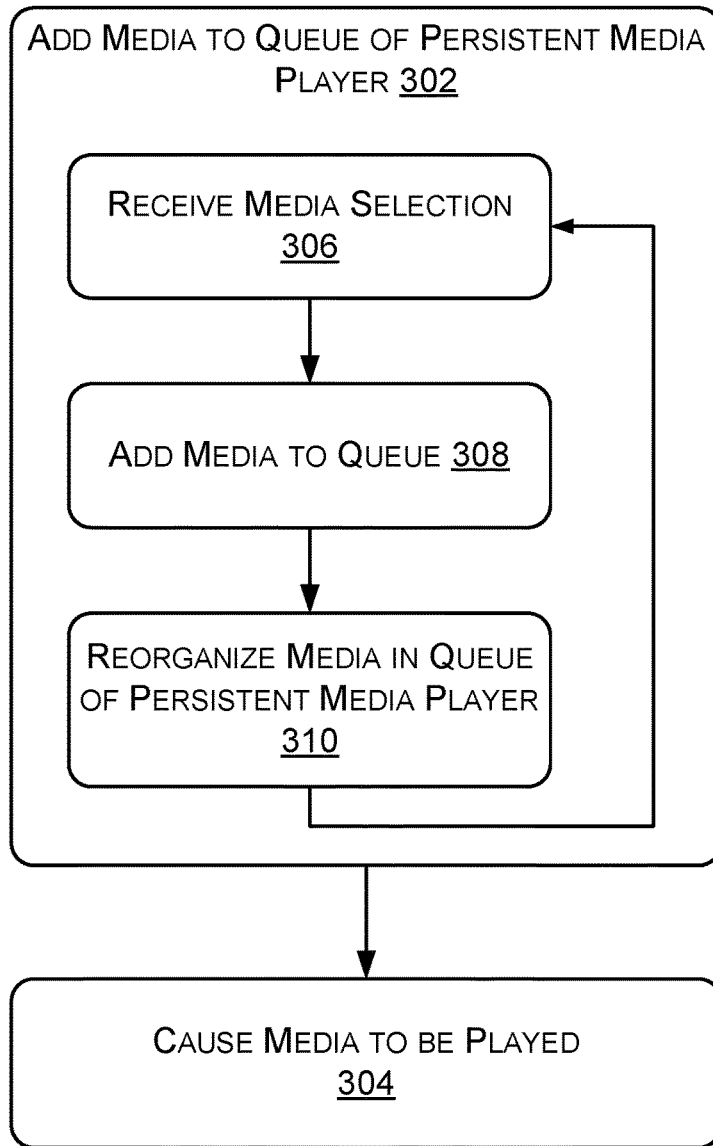 ADD MEDIA TO QUEUE OF PERSISTENT MEDIA
PLAYER 302
RECEIVE MEDIA SELECTION
306
ADD MEDIA TO QUEUE 308
REORGANIZE MEDIA IN QUEUE
OF PERSISTENT MEDIA PLAYER
310
CAUSE MEDIA TO BE PLAYED
304